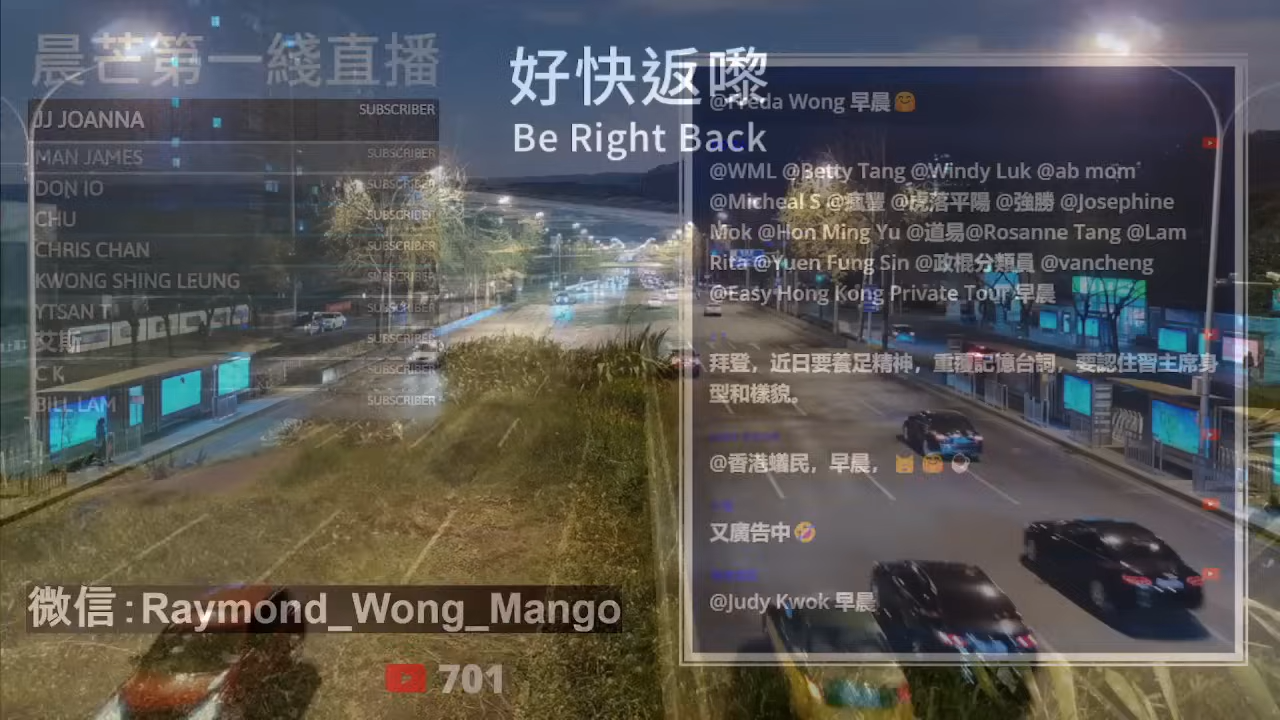 晨芒第一綫直播
好快返嚟
Be Right Back
JJ JOANNA SUBSCRIBER
MAN JAMES SUBSCRIBER
DON IO SUBSCRIBER
CHU SUBSCRIBER
CHRIS CHAN SUBSCRIBER
KWONG SHING LEUNG SUBSCRIBER
YTSAN T SUBSCRIBER
SUBSCRIBER
C K SUBSCRIBER
BILL LAM SUBSCRIBER
Wong 早晨
@WML @Betty Tang @Windy Luk @ab mom
@Micheal S @瘋豐 @虎落平陽 @強勝 @Josephine
Mok @Hon Ming Yu @道易@Rosanne Tang @Lam
Rita @Yuen Fung Sin @政棍分類員 @vancheng
@Easy Hong Kong Private Tour 早晨
拜登，近日要養足精神，重覆記憶台詞，要認住習主席身
型和樣貌。
@香港蟻民，早晨，😺🤗
又廣告中🤣
@Judy Kwok 早晨
微信:Raymond_Wong_Mango
701